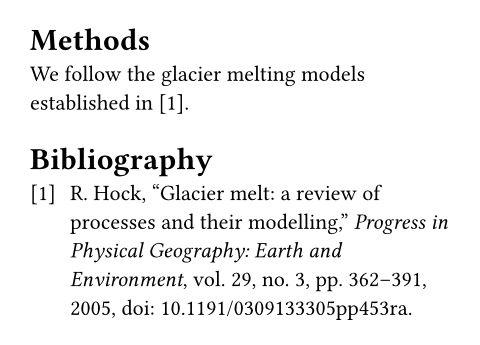 Methods
We follow the glacier melting models
established in [1].
Bibliography
[1] R. Hock, “Glacier melt: a review of
processes and their modelling,” Progress in
Physical Geography: Earth and
Environment, vol. 29, no. 3, pp. 362–391,
2005, doi: 10.1191/0309133305pp453ra.